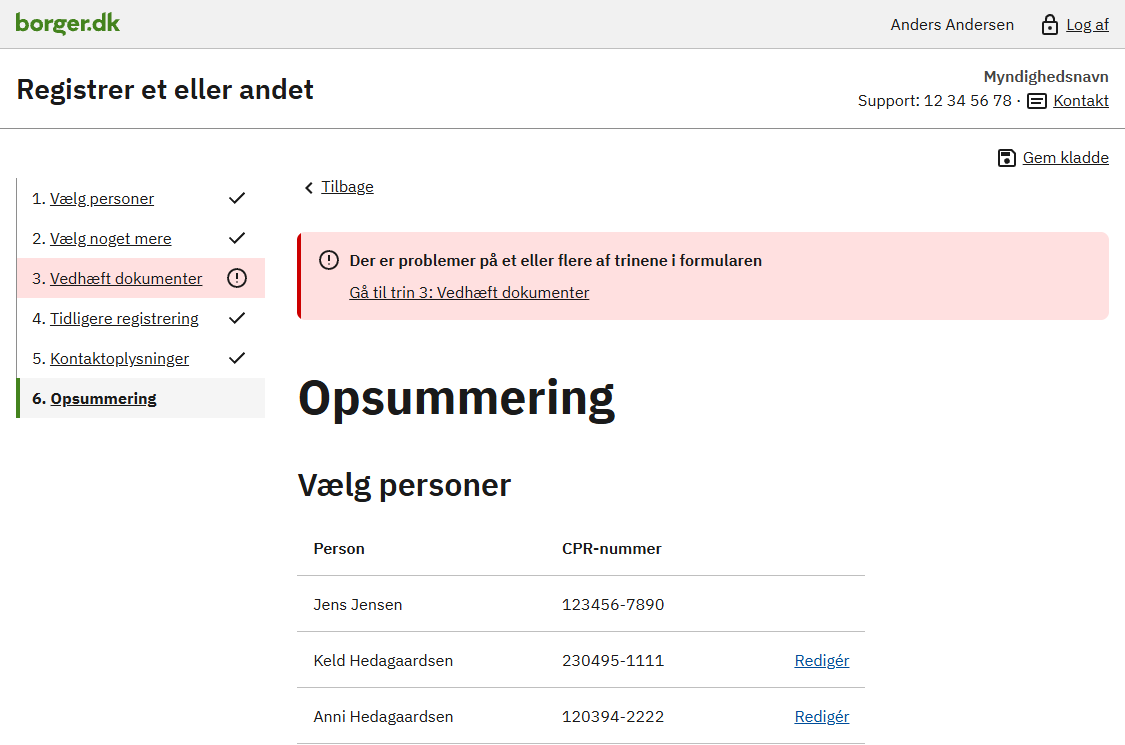 borger.dk
Anders Andersen
Log af
Registrer et eller andet
Myndighedsnavn
Support: 12 34 56 78 · Kontakt
Gem kladde
1. Vælg personer
2. Vælg noget mere
3. Vedhæft dokumenter
4. Tidligere registrering
5. Kontaktoplysninger
6. Opsummering
Tilbage
Der er problemer på et eller flere af trinene i formularen
Gå til trin 3: Vedhæft dokumenter
Opsummering
Vælg personer
Person CPR-nummer
Jens Jensen 123456-7890
Keld Hedagaardsen 230495-1111 Redigér
Anni Hedagaardsen 120394-2222 Redigér